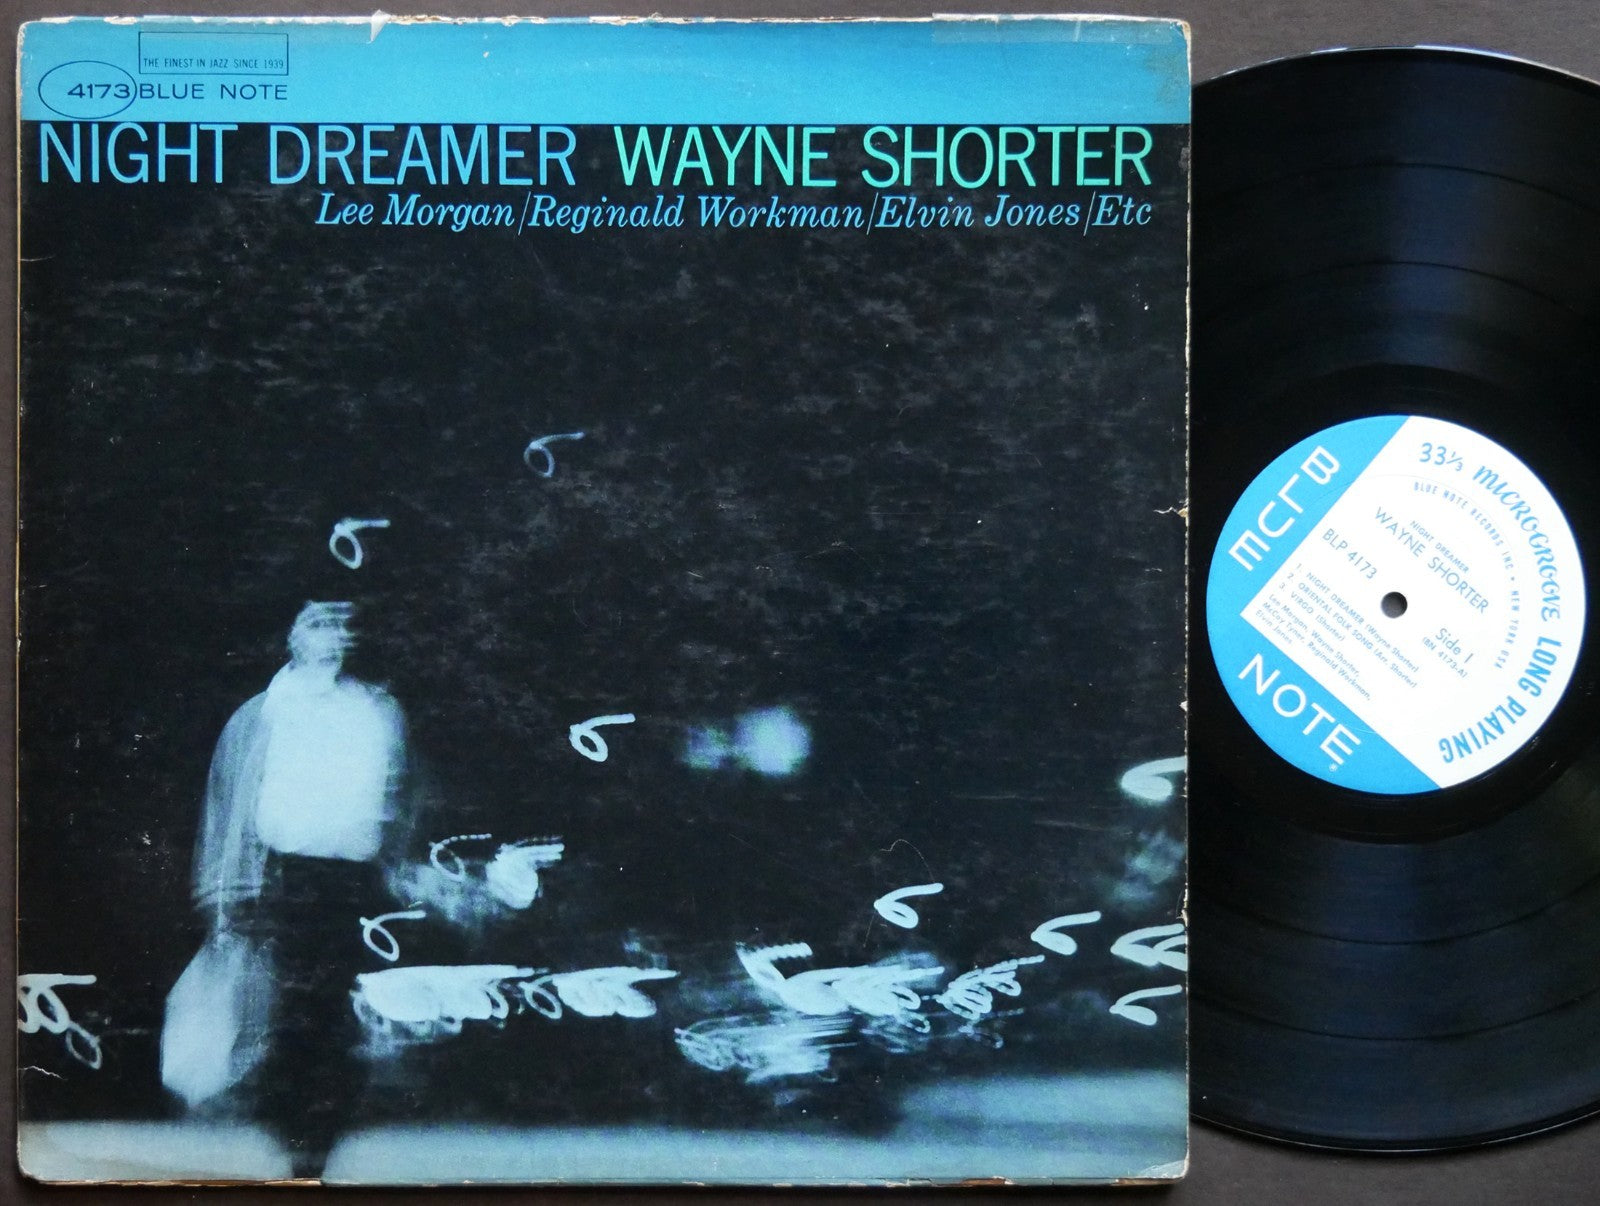 THE FINEST IN JAZZ SINCE 1939
4173 BLUE NOTE
NIGHT DREAMER WAYNE SHORTER
Lee Morgan/Reginald Workman/Elvin Jones/Etc
BLUE
NOTE
®
33⅓ MICROGROOVE LONG PLAYING
BLUE NOTE RECORDS INC • NEW YORK USA
NIGHT DREAMER
WAYNE SHORTER
BLP 4173
Side 1
(BN 4173-A)
1. NIGHT DREAMER (Wayne Shorter)
2. ORIENTAL FOLK SONG (Arr. Shorter)
3. VIRGO (Shorter)
Lee Morgan, Wayne Shorter,
McCoy Tyner, Reginald Workman,
Elvin Jones